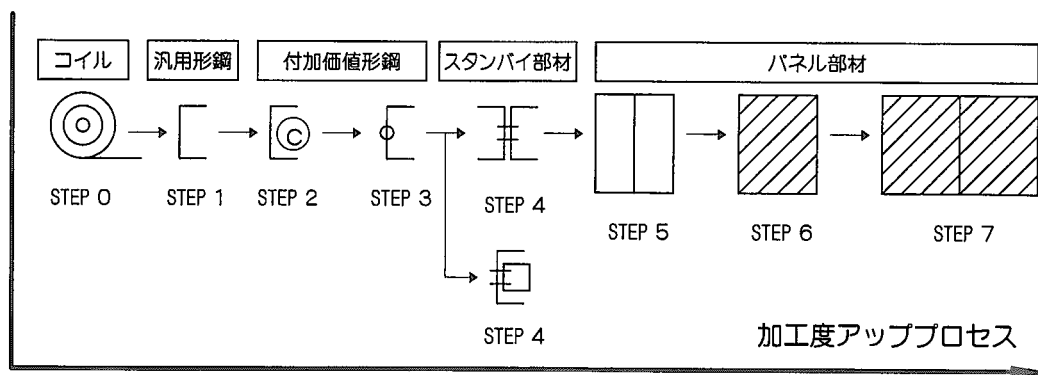 コイル
汎用形鋼
付加価値形鋼
スタンバイ部材
パネル部材
C
STEP 0
STEP 1
STEP 2
STEP 3
STEP 4
STEP 5
STEP 6
STEP 7
STEP 4
加工度アッププロセス